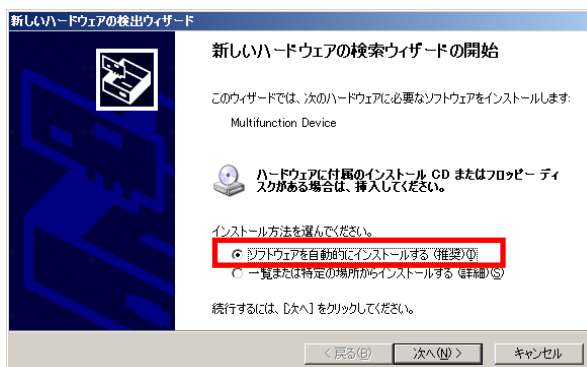 新しいハードウェアの検出ウィザード
新しいハードウェアの検索ウィザードの開始
このウィザードでは、次のハードウェアに必要なソフトウェアをインストールします:
Multifunction Device
ハードウェアに付属のインストール CD またはフロッピー ディ
スクがある場合は、挿入してください。
インストール方法を選んでください。
ソフトウェアを自動的にインストールする (推奨)(I)
一覧または特定の場所からインストールする (詳細)(S)
続行するには、[次へ] をクリックしてください。
< 戻る(B) 次へ(N) > キャンセル